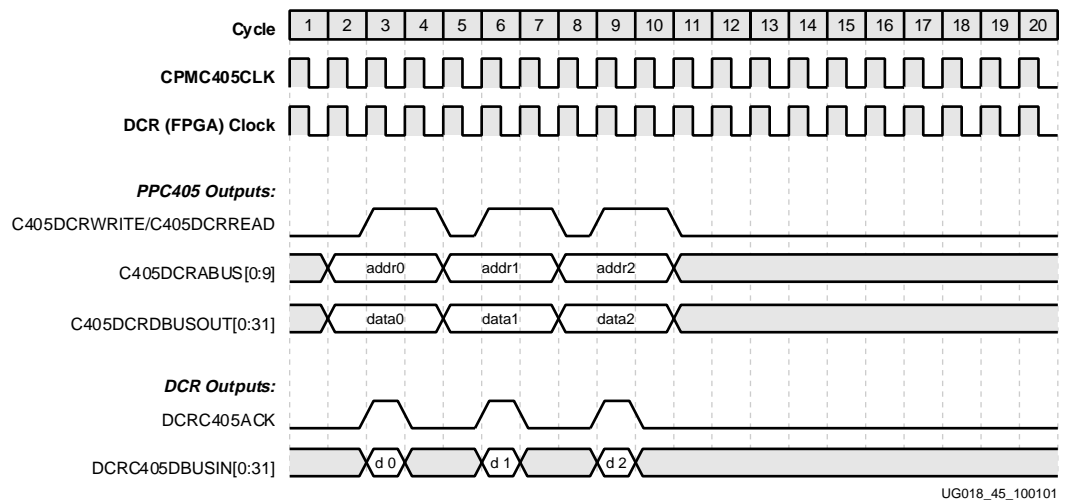 Cycle 1 2 3 4 5 6 7 8 9 10 11 12 13 14 15 16 17 18 19 20
CPMC405CLK
DCR (FPGA) Clock
PPC405 Outputs:
C405DCRWRITE/C405DCRREAD
C405DCRABUS[0:9] addr0 addr1 addr2
C405DCRDBUSOUT[0:31] data0 data1 data2
DCR Outputs:
DCRC405ACK
DCRC405DBUSIN[0:31] d 0 d 1 d 2
UG018_45_100101